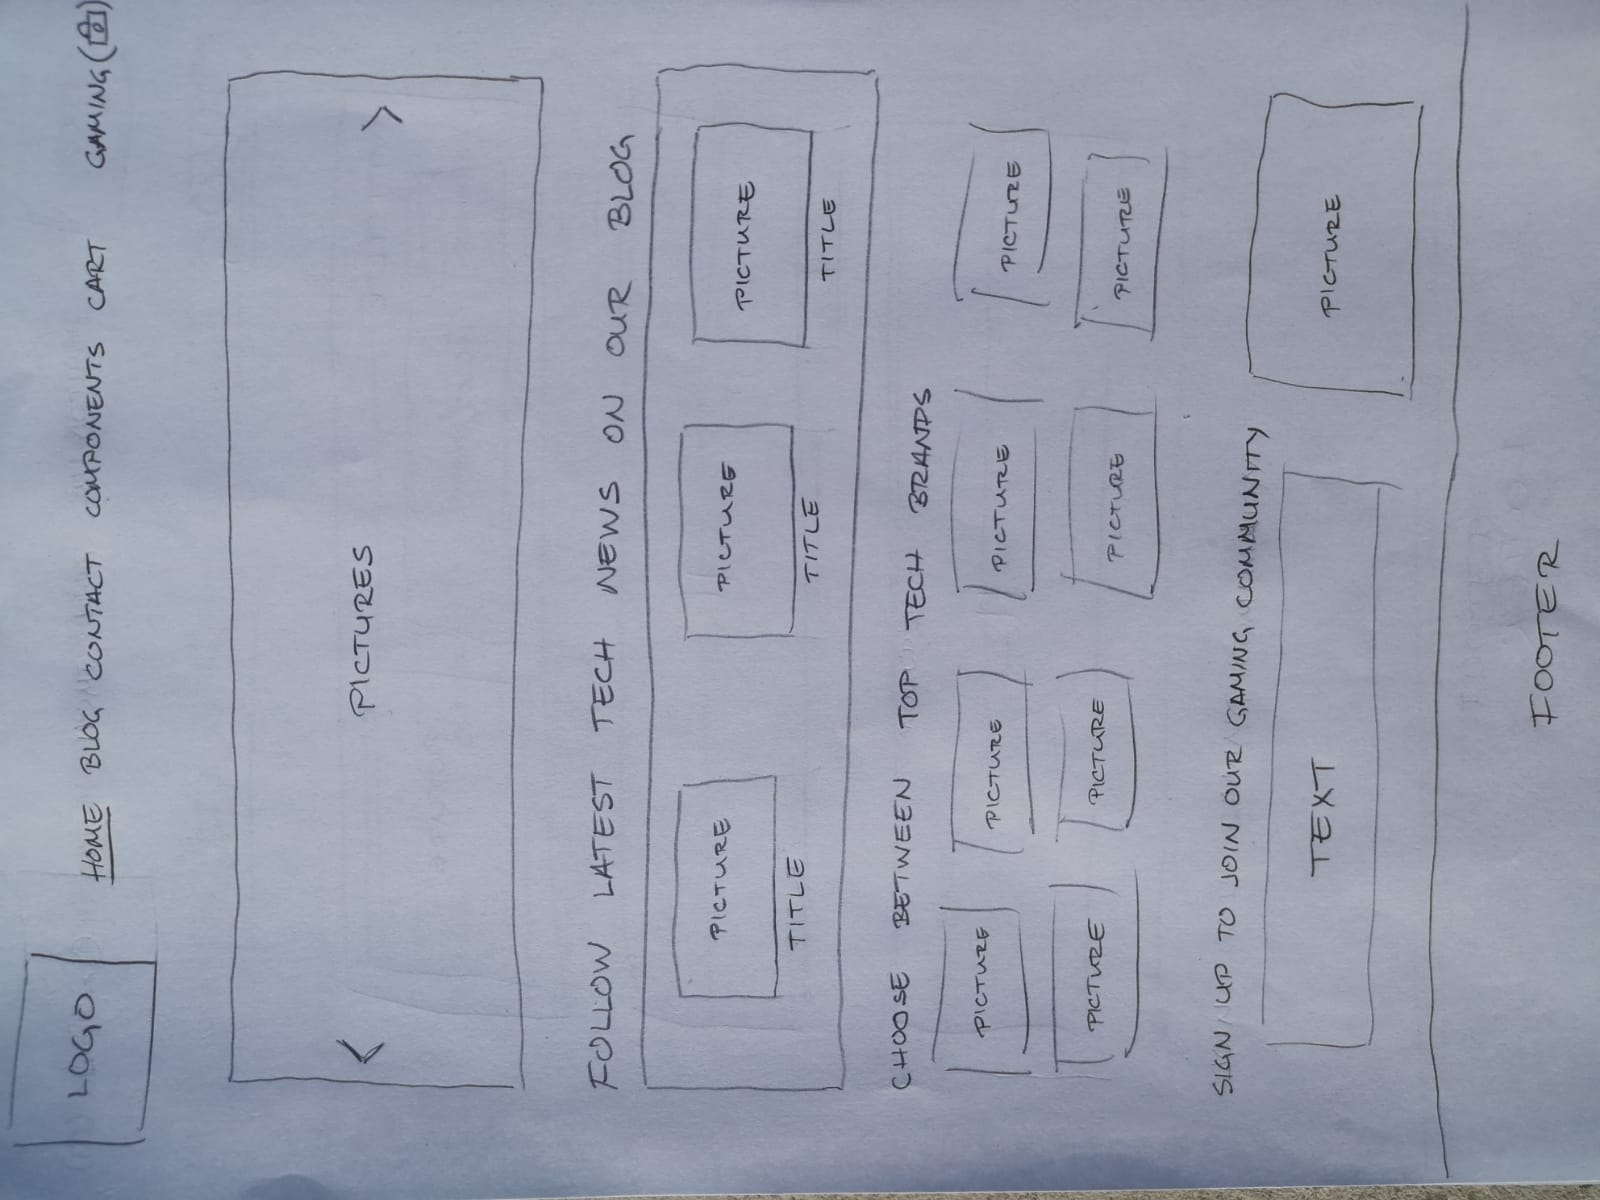 LOGO
HOME BLOG CONTACT COMPONENTS CART GAMING
PICTURES
FOLLOW LATEST TECH NEWS ON OUR BLOG
PICTURE PICTURE PICTURE
TITLE TITLE TITLE
CHOOSE BETWEEN TOP TECH BRANDS
PICTURE PICTURE PICTURE PICTURE
PICTURE PICTURE PICTURE PICTURE
SIGN UP TO JOIN OUR GAMING COMMUNITY
TEXT PICTURE
FOOTER